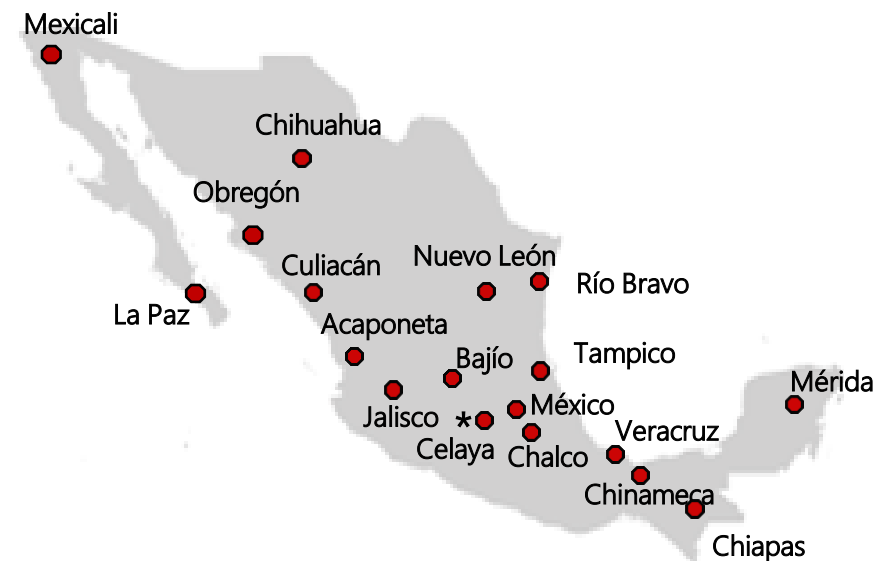 Mexicali
Chihuahua
Obregón
Nuevo León
Culiacán
Río Bravo
La Paz
Acaponeta
Bajío
Tampico
Mérida
Jalisco
*
México
Veracruz
Celaya
Chalco
Chinameca
Chiapas